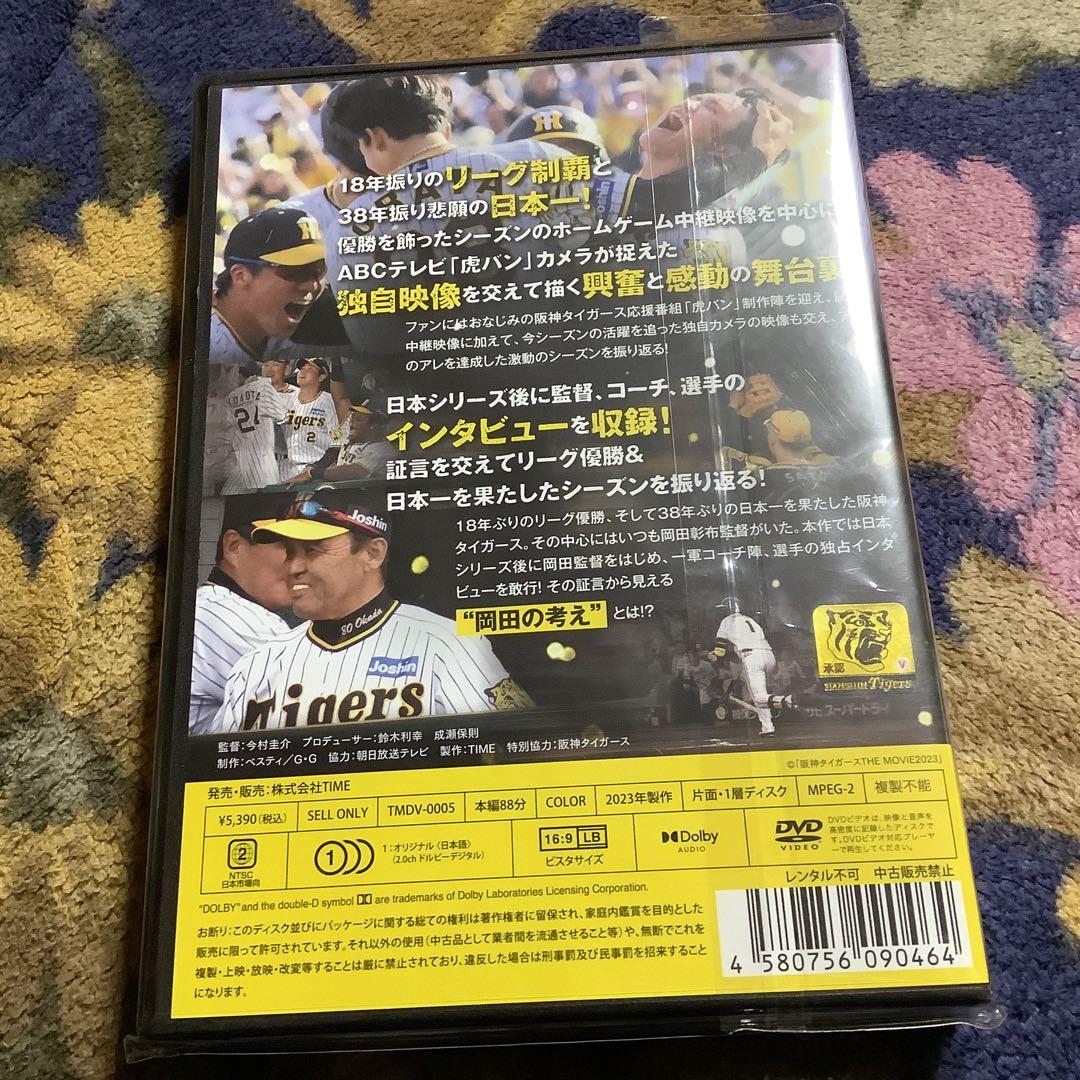 18年振りのリーグ制覇と
38年振り悲願の日本一!
優勝を飾ったシーズンのホームゲーム中継映像を中心に
ABCテレビ「虎バン」カメラが捉えた
独自映像を交えて描く興奮と感動の舞台裏
ファンにはおなじみの阪神タイガース応援番組「虎バン」制作陣を迎え、
中継映像に加えて、今シーズンの活躍を追った独自カメラの映像も交え、
のアレを達成した激動のシーズンを振り返る!
日本シリーズ後に監督、コーチ、選手の
インタビューを収録!
証言を交えてリーグ優勝&
日本一を果たしたシーズンを振り返る!
18年ぶりのリーグ優勝、そして38年ぶりの日本一を果たした阪神
タイガース。その中心にはいつも岡田彰布監督がいた。本作では日本
シリーズ後に岡田監督をはじめ、一軍コーチ陣、選手の独占インタ
ビューを敢行! その証言から見える
"岡田の考え" とは!?
Joshin
24
Tigers
2
Joshin
80 Okada
Joshin
Tigers
1
承認
HANSHIN Tigers
スーパードライ
監督:今村圭介 プロデューサー:鈴木利幸 成瀬保則
制作:ベスティ/G・G 協力:朝日放送テレビ 製作:TIME 特別協力:阪神タイガース
©「阪神タイガースTHE MOVIE2023」
発売・販売:株式会社TIME
¥5,390(税込) SELL ONLY TMDV-0005 本編88分 COLOR 2023年製作 片面・1層ディスク MPEG-2 複製不能
2
NTSC
日本市場向
1
1:オリジナル(日本語)
(2.0ch ドルビーデジタル)
16:9 LB
ビスタサイズ
Dolby
AUDIO
DVD
VIDEO
DVDビデオは、映像と音声を
高密度に記録したディスクで
す。DVDビデオ対応プレーヤ
ーで再生してください。
レンタル不可 中古販売禁止
"DOLBY" and the double-D symbol are trademarks of Dolby Laboratories Licensing Corporation.
お断り:このディスク並びにパッケージに関する総ての権利は著作権者に留保され、家庭内鑑賞を目的とした
販売に限って許可されています。それ以外の使用(中古品として業者間を流通させること等)や、無断でこれを
複製・上映・放映・改変等することは厳に禁止されており、違反した場合は刑事罰及び民事罰を招来すること
になります。
4 580756 090464